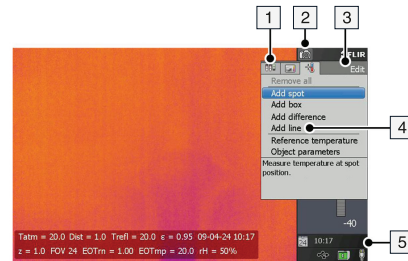 1
2
3
FLIR
Edit
Remove all
Add spot
Add box
Add difference
Add line
4
Reference temperature
Object parameters
Measure temperature at spot
position.
-40
Tatm = 20.0 Dist = 1.0 Trefl = 20.0 ε = 0.95 09-04-24 10:17
z = 1.0 FOV 24 EOTrn = 1.00 EOTmp = 20.0 rH = 50%
24 10:17
5